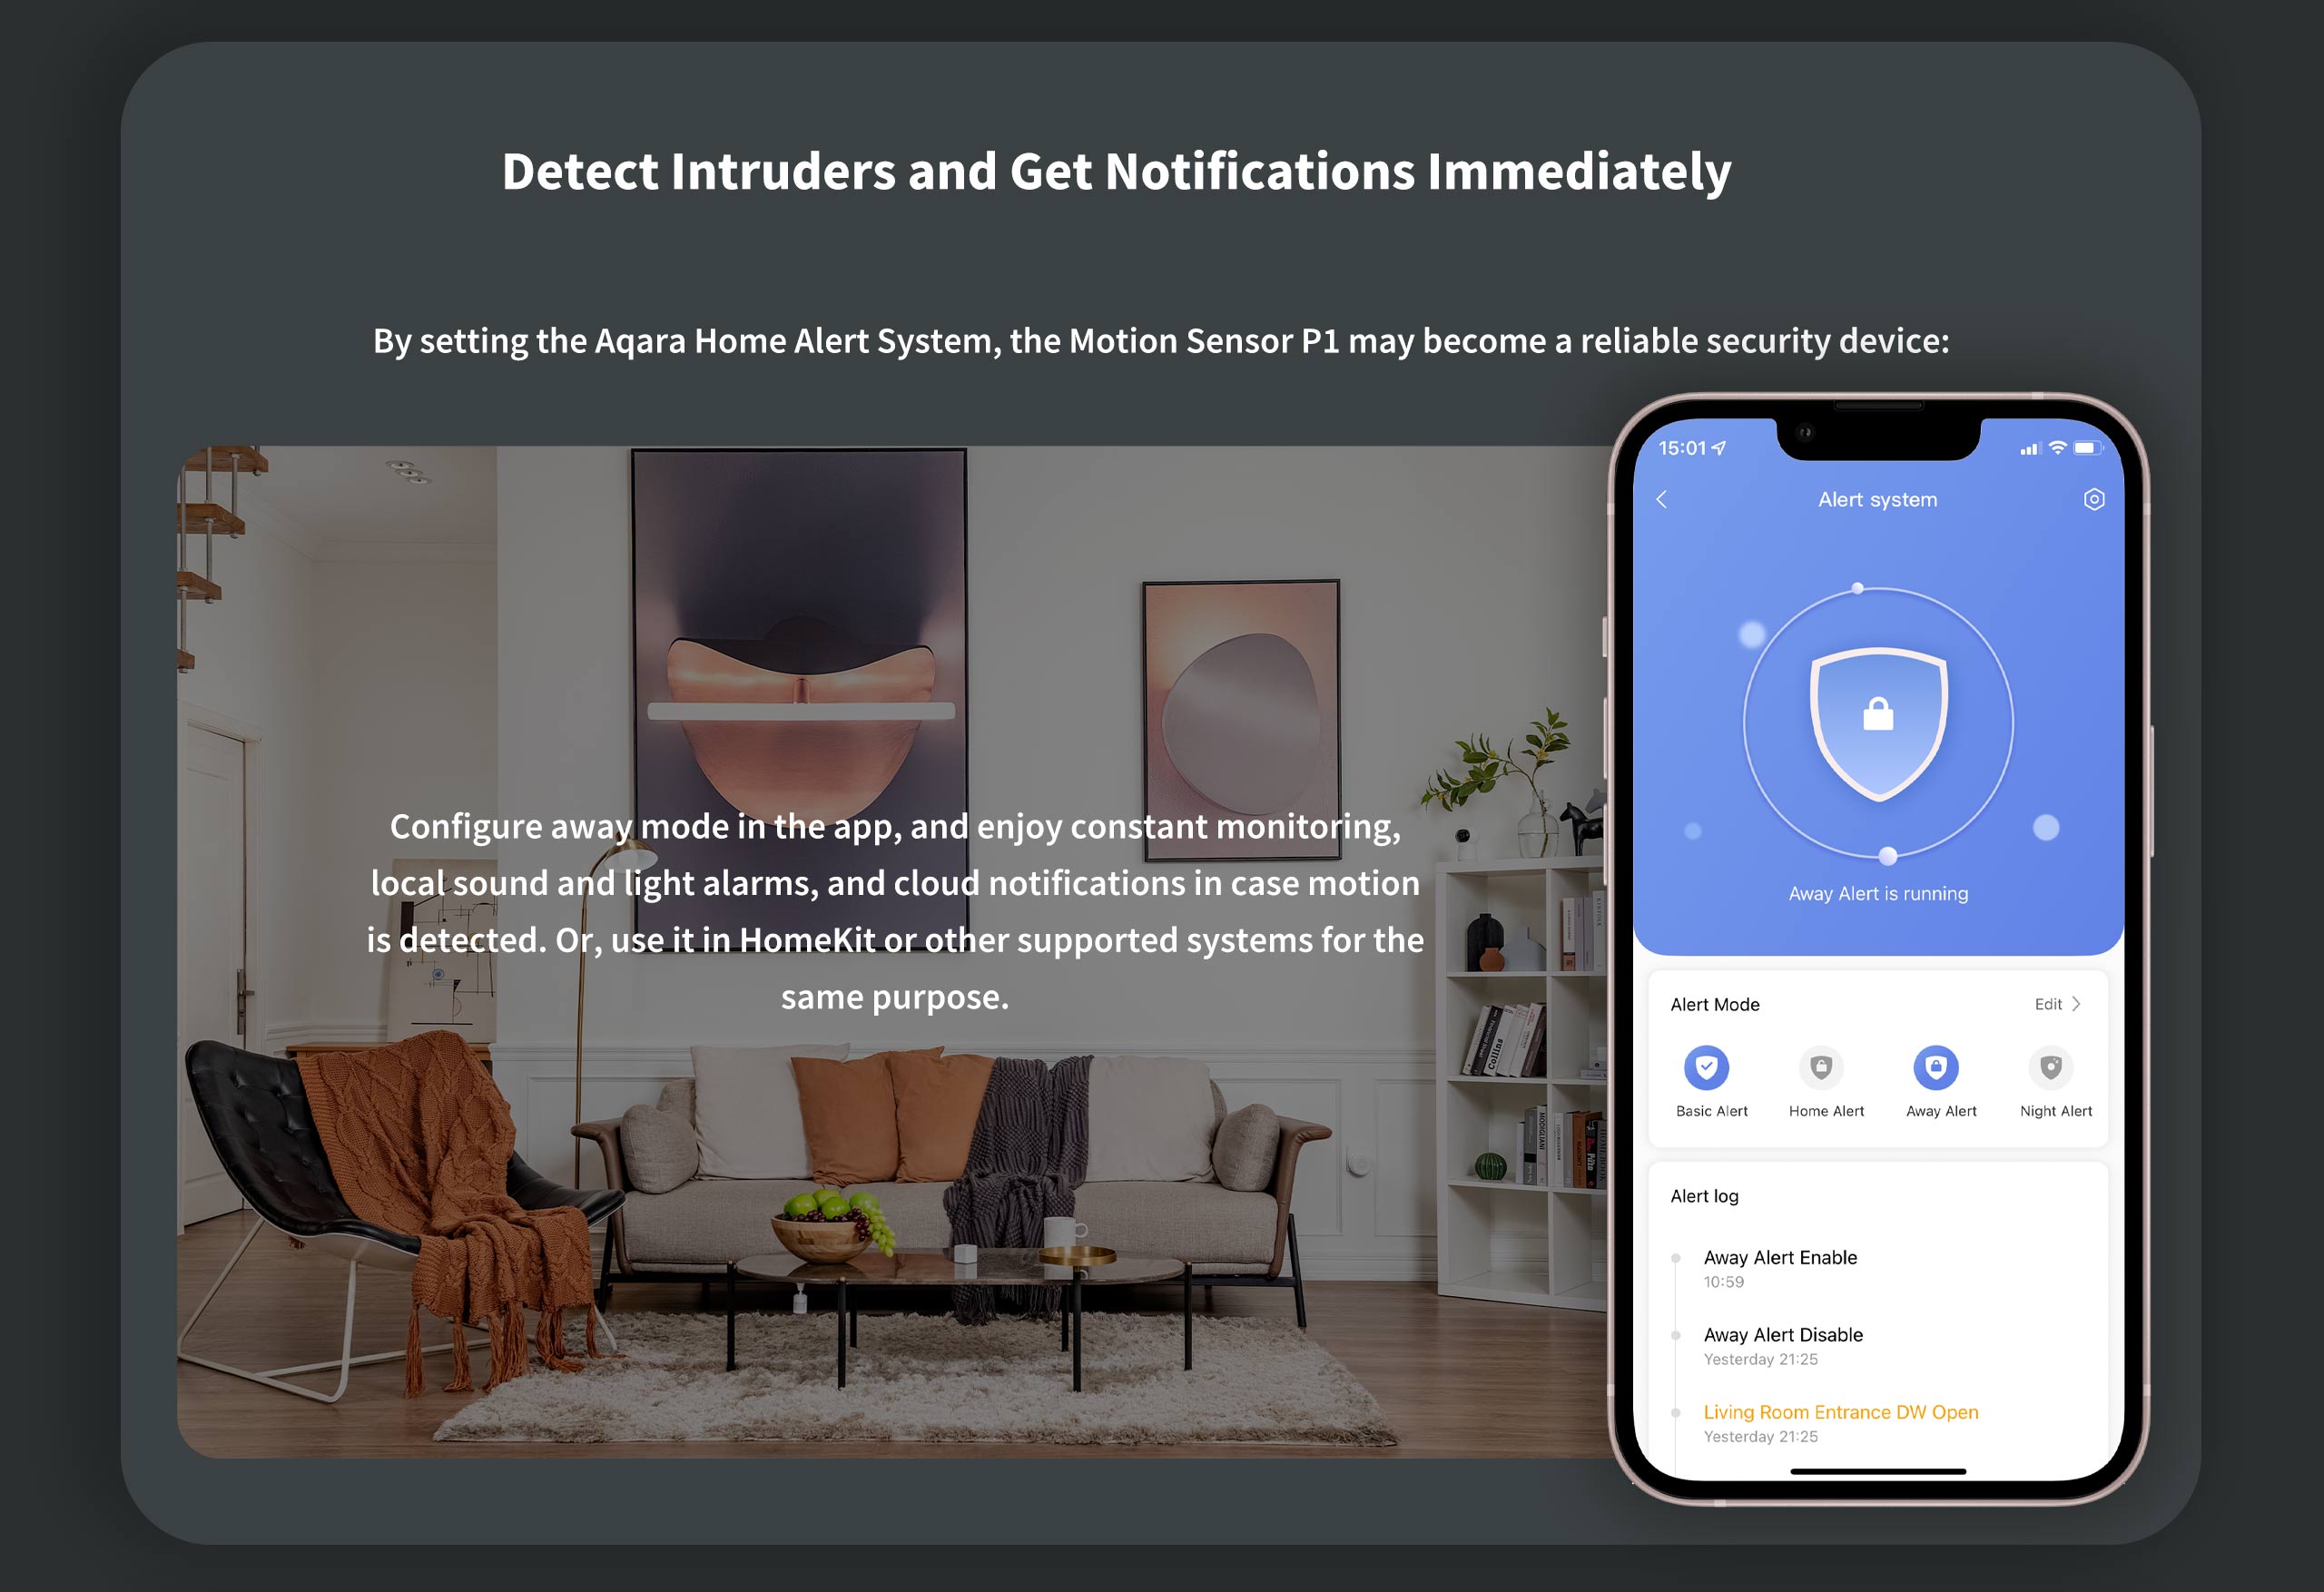 Detect Intruders and Get Notifications Immediately
By setting the Aqara Home Alert System, the Motion Sensor P1 may become a reliable security device:
Configure away mode in the app, and enjoy constant monitoring,
local sound and light alarms, and cloud notifications in case motion
is detected. Or, use it in HomeKit or other supported systems for the
same purpose.
Collins
MODIGLIANI
15:01
Alert system
Away Alert is running
Alert Mode
Edit
Basic Alert
Home Alert
Away Alert
Night Alert
Alert log
Away Alert Enable
10:59
Away Alert Disable
Yesterday 21:25
Living Room Entrance DW Open
Yesterday 21:25